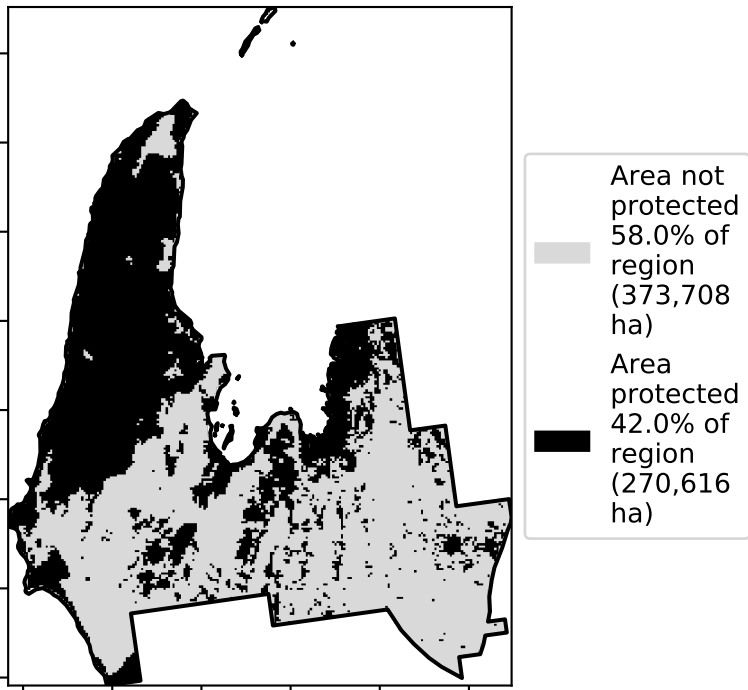 Area not
protected
58.0% of
region
(373,708
ha)
Area
protected
42.0% of
region
(270,616
ha)